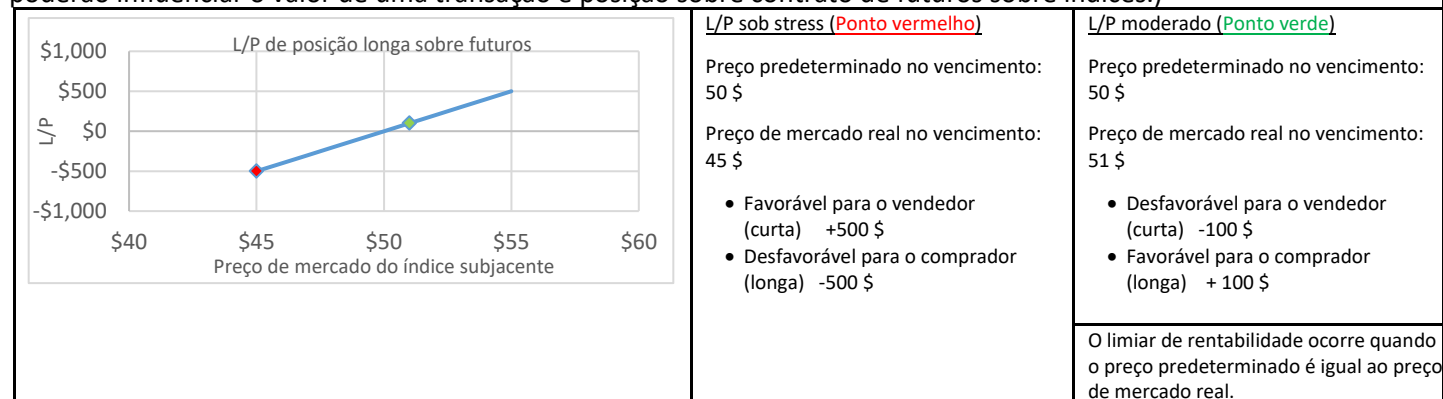 poderão influenciar o valor de uma transação e posição sobre contrato de futuros sobre índices.)
L/P de posição longa sobre futuros
$1,000
$500
$0
-$500
-$1,000
L/P
$40 $45 $50 $55 $60
Preço de mercado do índice subjacente
L/P sob stress (Ponto vermelho)
Preço predeterminado no vencimento:
50 $
Preço de mercado real no vencimento:
45 $
• Favorável para o vendedor
(curta) +500 $
• Desfavorável para o comprador
(longa) -500 $
L/P moderado (Ponto verde)
Preço predeterminado no vencimento:
50 $
Preço de mercado real no vencimento:
51 $
• Desfavorável para o vendedor
(curta) -100 $
• Favorável para o comprador
(longa) + 100 $
O limiar de rentabilidade ocorre quando
o preço predeterminado é igual ao preço
de mercado real.